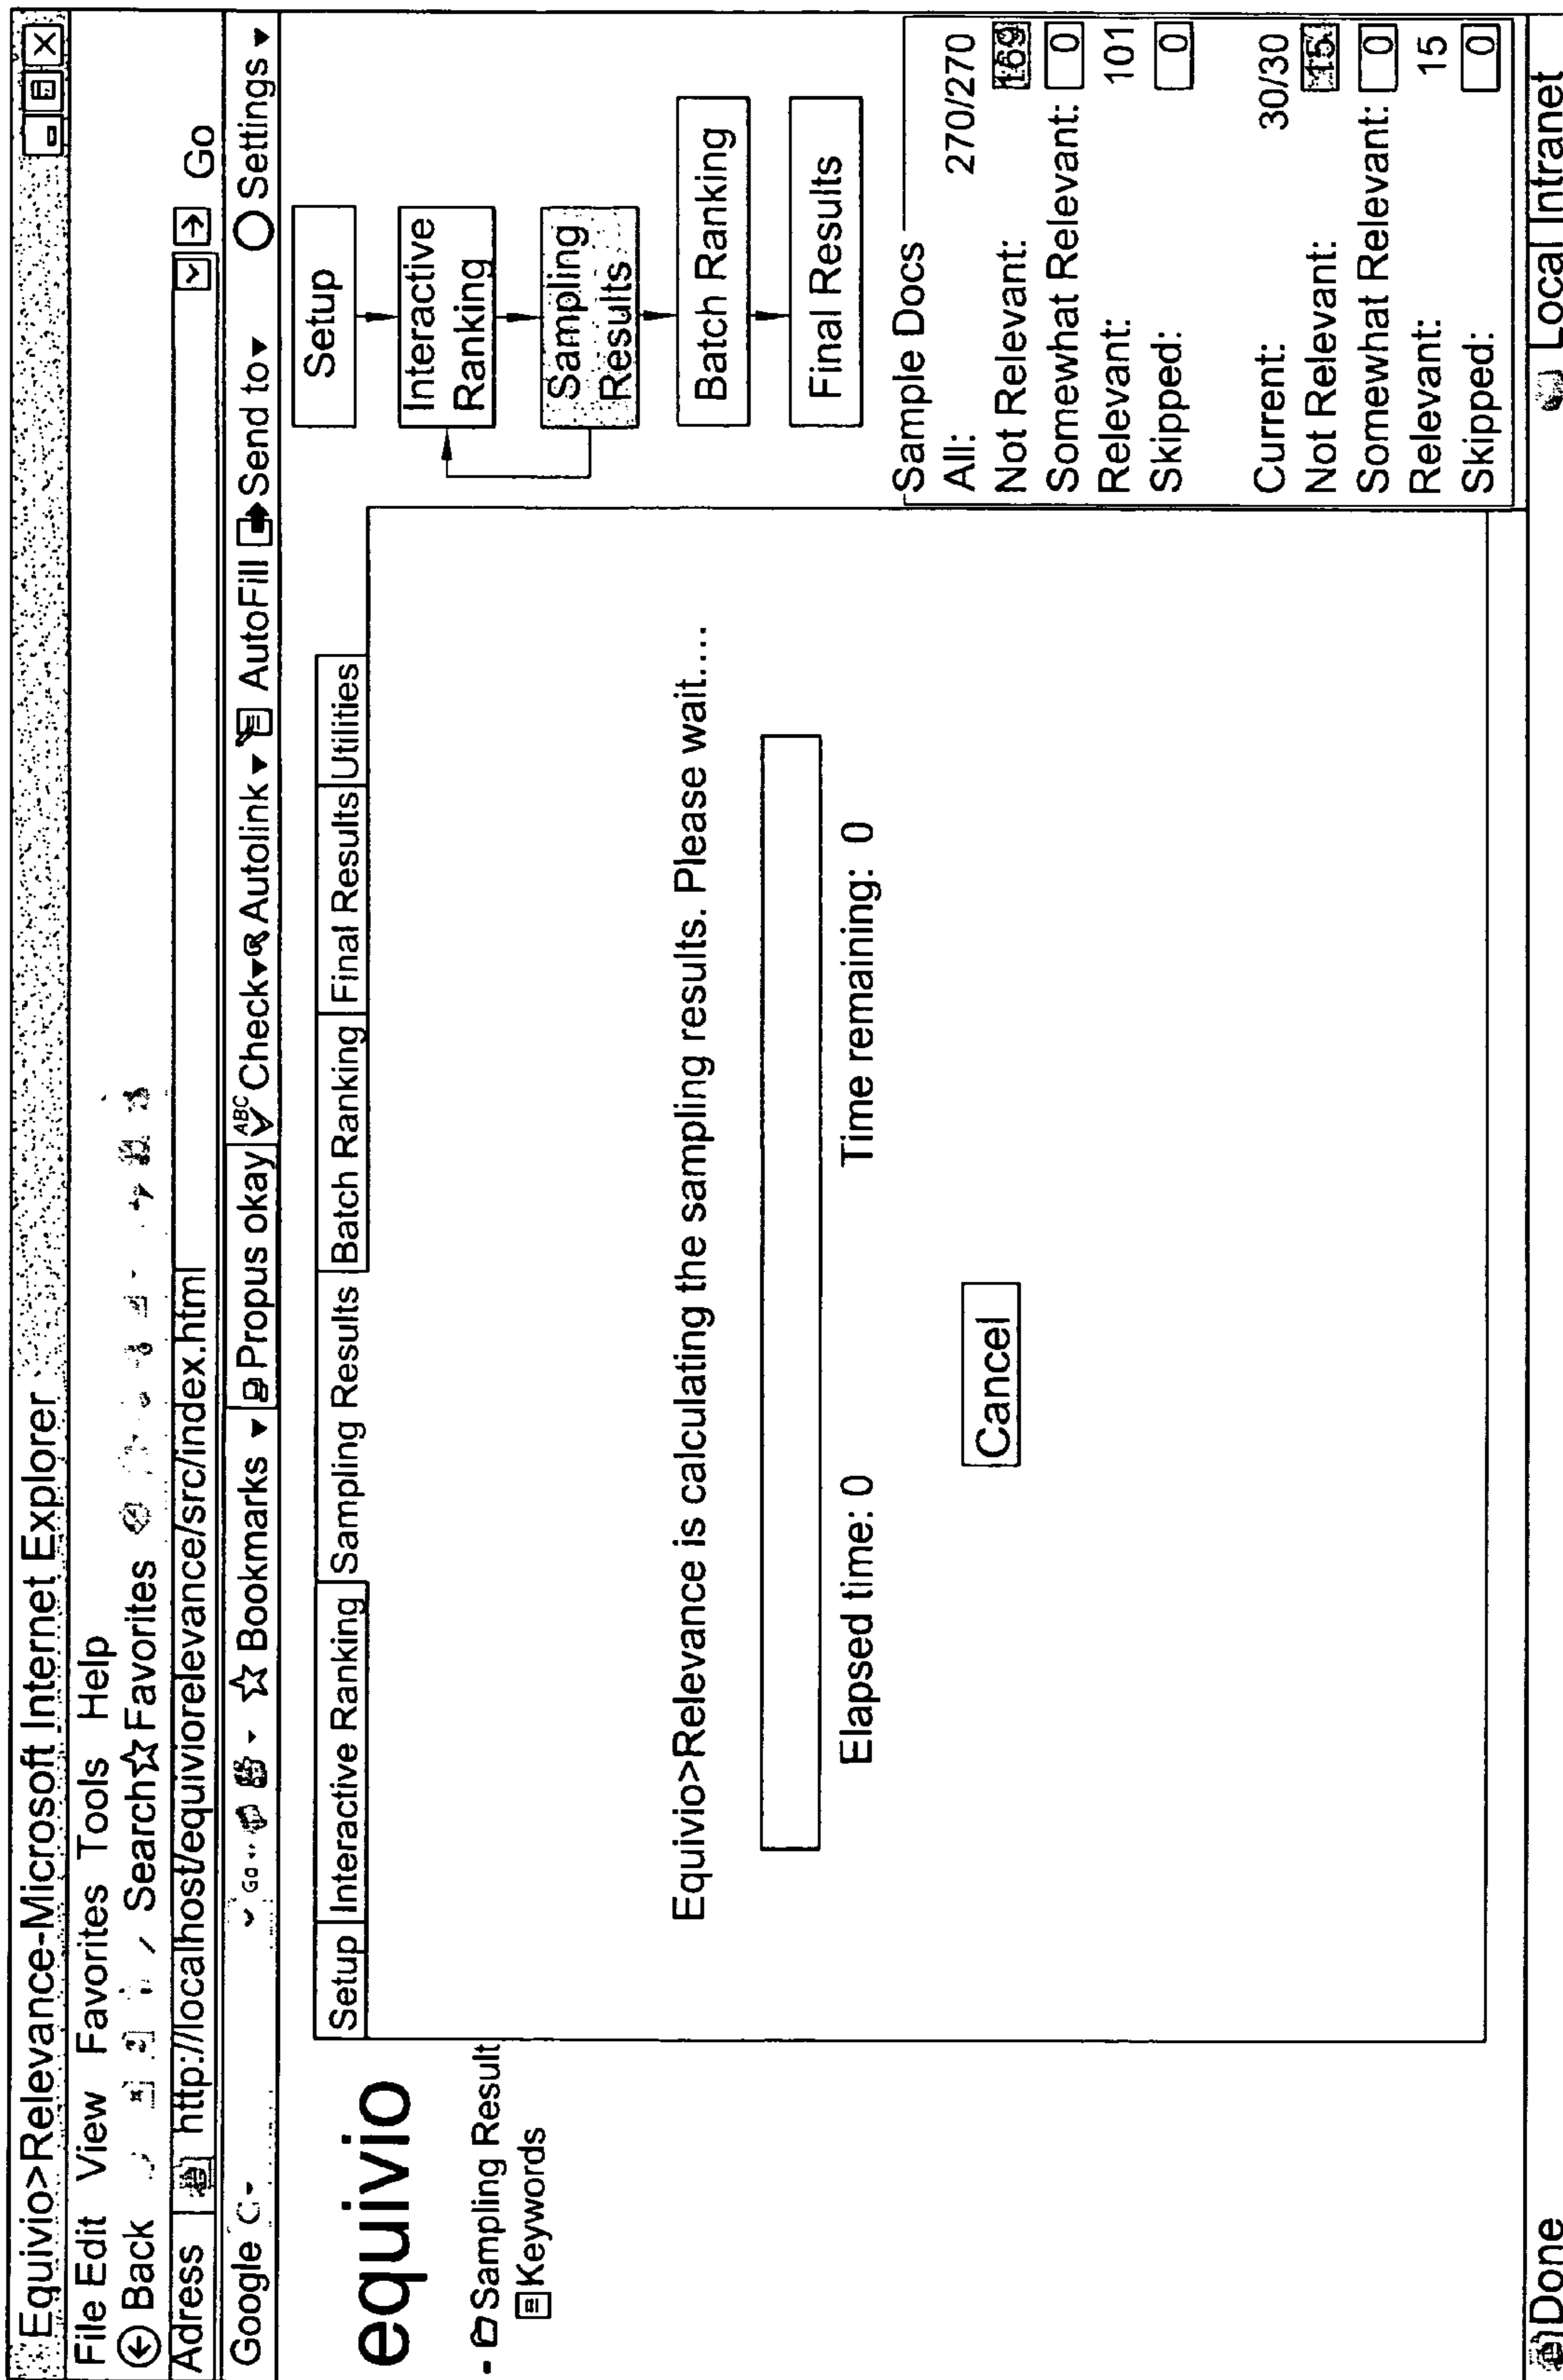 Equivio>Relevance-Microsoft Internet Explorer
File Edit View Favorites Tools Help
Back Search Favorites
Adress http://localhost/equiviorelevance/src/index.html Go
Google Go Bookmarks Propus okay ABC Check Autolink AutoFill Send to Settings
equivio
- Sampling Result
Keywords
Setup Interactive Ranking Sampling Results Batch Ranking Final Results Utilities
Equivio>Relevance is calculating the sampling results. Please wait....
Elapsed time: 0 Time remaining: 0
Cancel
Setup
Interactive
Ranking
Sampling
Results
Batch Ranking
Final Results
Sample Docs
All: 270/270
Not Relevant: 169
Somewhat Relevant: 0
Relevant: 101
Skipped: 0
Current: 30/30
Not Relevant: 15
Somewhat Relevant: 0
Relevant: 15
Skipped: 0
Done Local Intranet